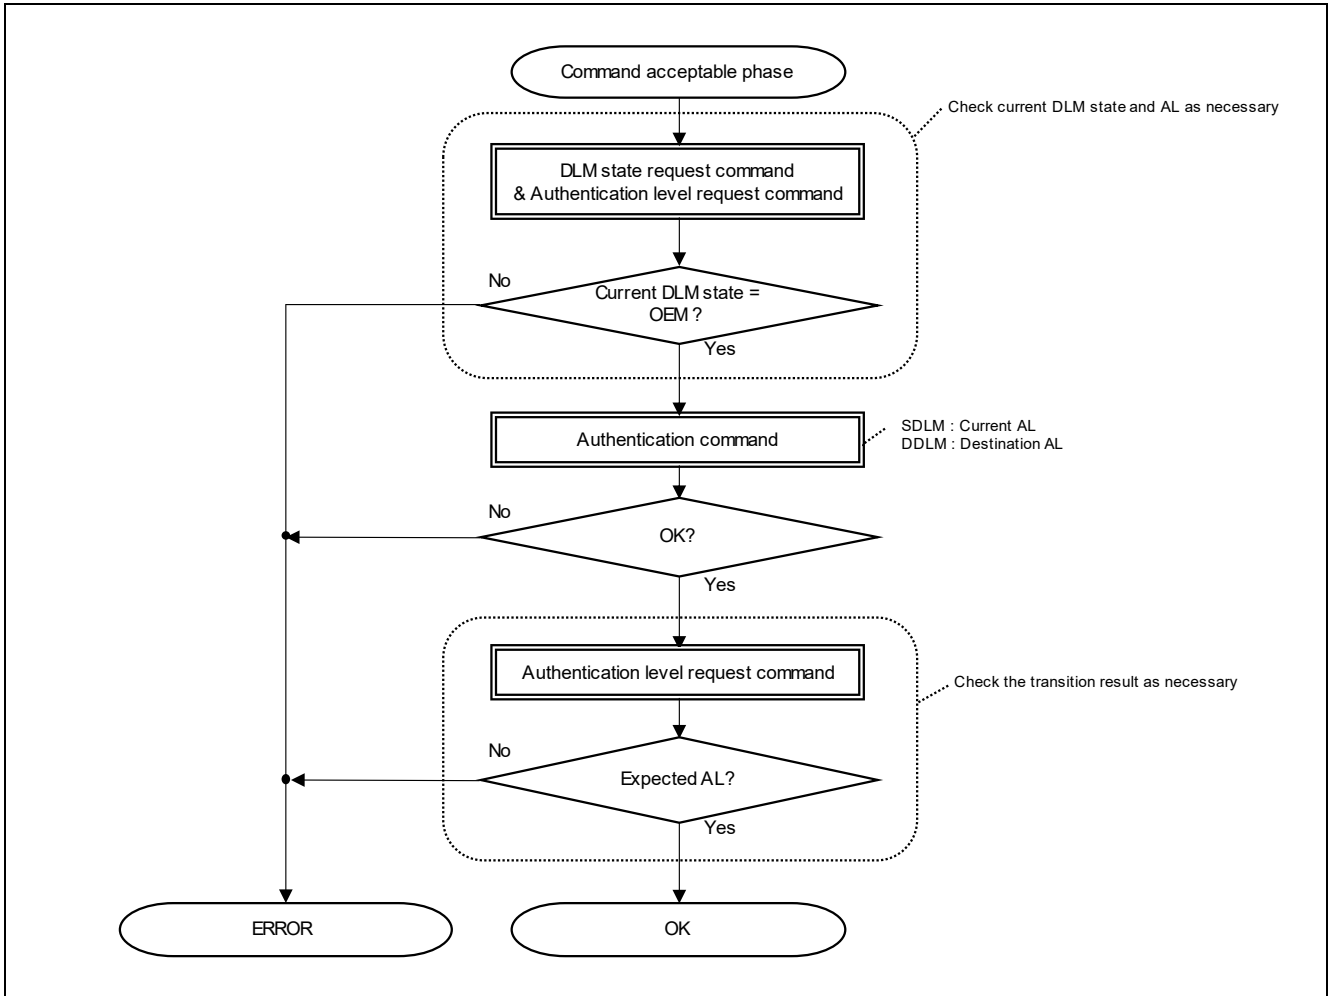 Command acceptable phase
Check current DLM state and AL as necessary
DLM state request command
& Authentication level request command
No
Current DLM state =
OEM ?
Yes
Authentication command
SDLM : Current AL
DDLM : Destination AL
No
OK?
Yes
Authentication level request command
Check the transition result as necessary
No
Expected AL?
Yes
ERROR
OK